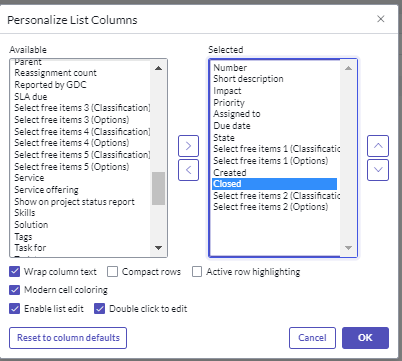 Personalize List Columns
Available
Parent
Reassignment count
Reported by GDC
SLA due
Select free items 3 (Classification)
Select free items 3 (Options)
Select free items 4 (Classification)
Select free items 4 (Options)
Select free items 5 (Classification)
Select free items 5 (Options)
Service
Service offering
Show on project status report
Skills
Solution
Tags
Task for
Selected
Number
Short description
Impact
Priority
Assigned to
Due date
State
Select free items 1 (Classificatio
Select free items 1 (Options)
Created
Closed
Select free items 2 (Classificatio
Select free items 2 (Options)
Wrap column text Compact rows Active row highlighting
Modern cell coloring
Enable list edit Double click to edit
Reset to column defaults Cancel OK